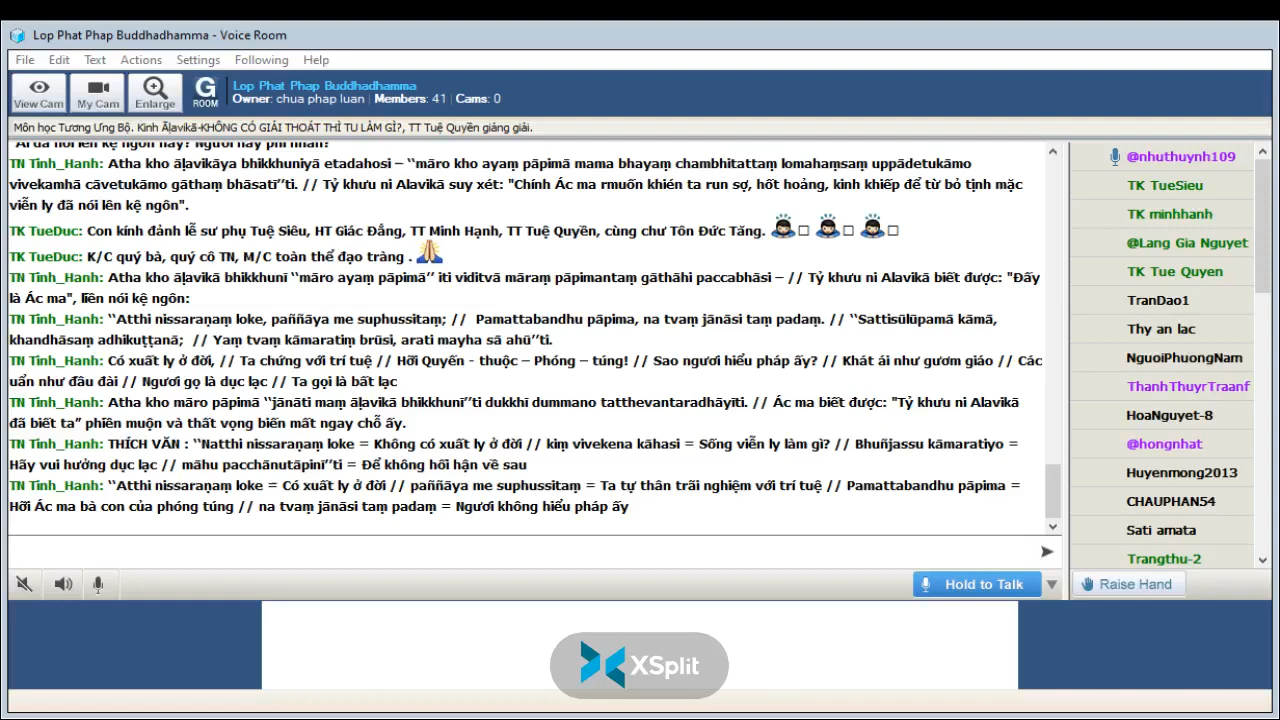 Lop Phat Phap Buddhadhamma - Voice Room
File Edit Text Actions Settings Following Help
View Cam My Cam Enlarge G ROOM
Lop Phat Phap Buddhadhamma
Owner: chua phap luan | Members: 41 | Cams: 0
Môn học Tương Ưng Bộ. Kinh Āḷavikā-KHÔNG CÓ GIẢI THOÁT THÌ TU LÀM GÌ?, TT Tuệ Quyền giảng giải.
"Ai đã nói lên kệ ngôn này? Người hay phi nhân?
TN Tinh_Hanh: Atha kho āḷavikāya bhikkhuniyā etadahosi – “māro kho ayaṃ pāpimā mama bhayaṃ chambhitattaṃ lomahaṃsaṃ uppādetukāmo
vivekamhā cāvetukāmo gāthaṃ bhāsatī”ti. // Tỷ khưu ni Alavikā suy xét: "Chính Ác ma rmuốn khién ta run sợ, hốt hoảng, kinh khiếp để từ bỏ tịnh mặc
viễn ly đã nói lên kệ ngôn".
TK TueDuc: Con kính đảnh lễ sư phụ Tuệ Siêu, HT Giác Đẳng, TT Minh Hạnh, TT Tuệ Quyền, cùng chư Tôn Đức Tăng.
TK TueDuc: K/C quý bà, quý cô TN, M/C toàn thể đạo tràng .
TN Tinh_Hanh: Atha kho āḷavikā bhikkhunī “māro ayaṃ pāpimā” iti viditvā māraṃ pāpimantaṃ gāthāhi paccabhāsi – // Tỷ khưu ni Alavikā biết được: "Đấy
là Ác ma", liền nói kệ ngôn:
TN Tinh_Hanh: “Atthi nissaraṇaṃ loke, paññāya me suphussitaṃ; // Pamattabandhu pāpima, na tvaṃ jānāsi taṃ padaṃ. // “Sattisūlūpamā kāmā,
khandhāsaṃ adhikuṭṭanā; // Yaṃ tvaṃ kāmaratiṃ brūsi, arati mayha sā ahū”ti.
TN Tinh_Hanh: Có xuất ly ở đời, // Ta chứng với trí tuệ // Hỡi Quyến - thuộc – Phóng – túng! // Sao ngươi hiểu pháp ấy? // Khát ái như gươm giáo // Các
uẩn như đầu đài // Ngươi gọ là dục lạc // Ta gọi là bất lạc
TN Tinh_Hanh: Atha kho māro pāpimā “jānāti maṃ āḷavikā bhikkhunī”ti dukkhī dummano tatthevantaradhāyīti. // Ác ma biết được: "Tỷ khưu ni Alavikā
đã biết ta” phiền muộn và thất vọng biến mất ngay chỗ ấy.
TN Tinh_Hanh: THÍCH VĂN : “Natthi nissaraṇaṃ loke = Không có xuất ly ở đời // kiṃ vivekena kāhasi = Sống viễn ly làm gì? // Bhuñjassu kāmaratiyo =
Hãy vui hưởng dục lạc // māhu pacchānutāpinī”ti = Để không hối hận về sau
TN Tinh_Hanh: “Atthi nissaraṇaṃ loke = Có xuất ly ở đời // paññāya me suphussitaṃ = Ta tự thân trãi nghiệm với trí tuệ // Pamattabandhu pāpima =
Hỡi Ác ma bà con của phóng túng // na tvaṃ jānāsi taṃ padaṃ = Ngươi không hiểu pháp ấy
@nhuthuynh109
TK TueSieu
TK minhhanh
@Lang Gia Nguyet
TK Tue Quyen
TranDao1
Thy an lac
NguoiPhuongNam
ThanhThuyrTraanf
HoaNguyet-8
@hongnhat
Huyenmong2013
CHAUPHAN54
Sati amata
Trangthu-2
Hold to Talk
Raise Hand
XSplit